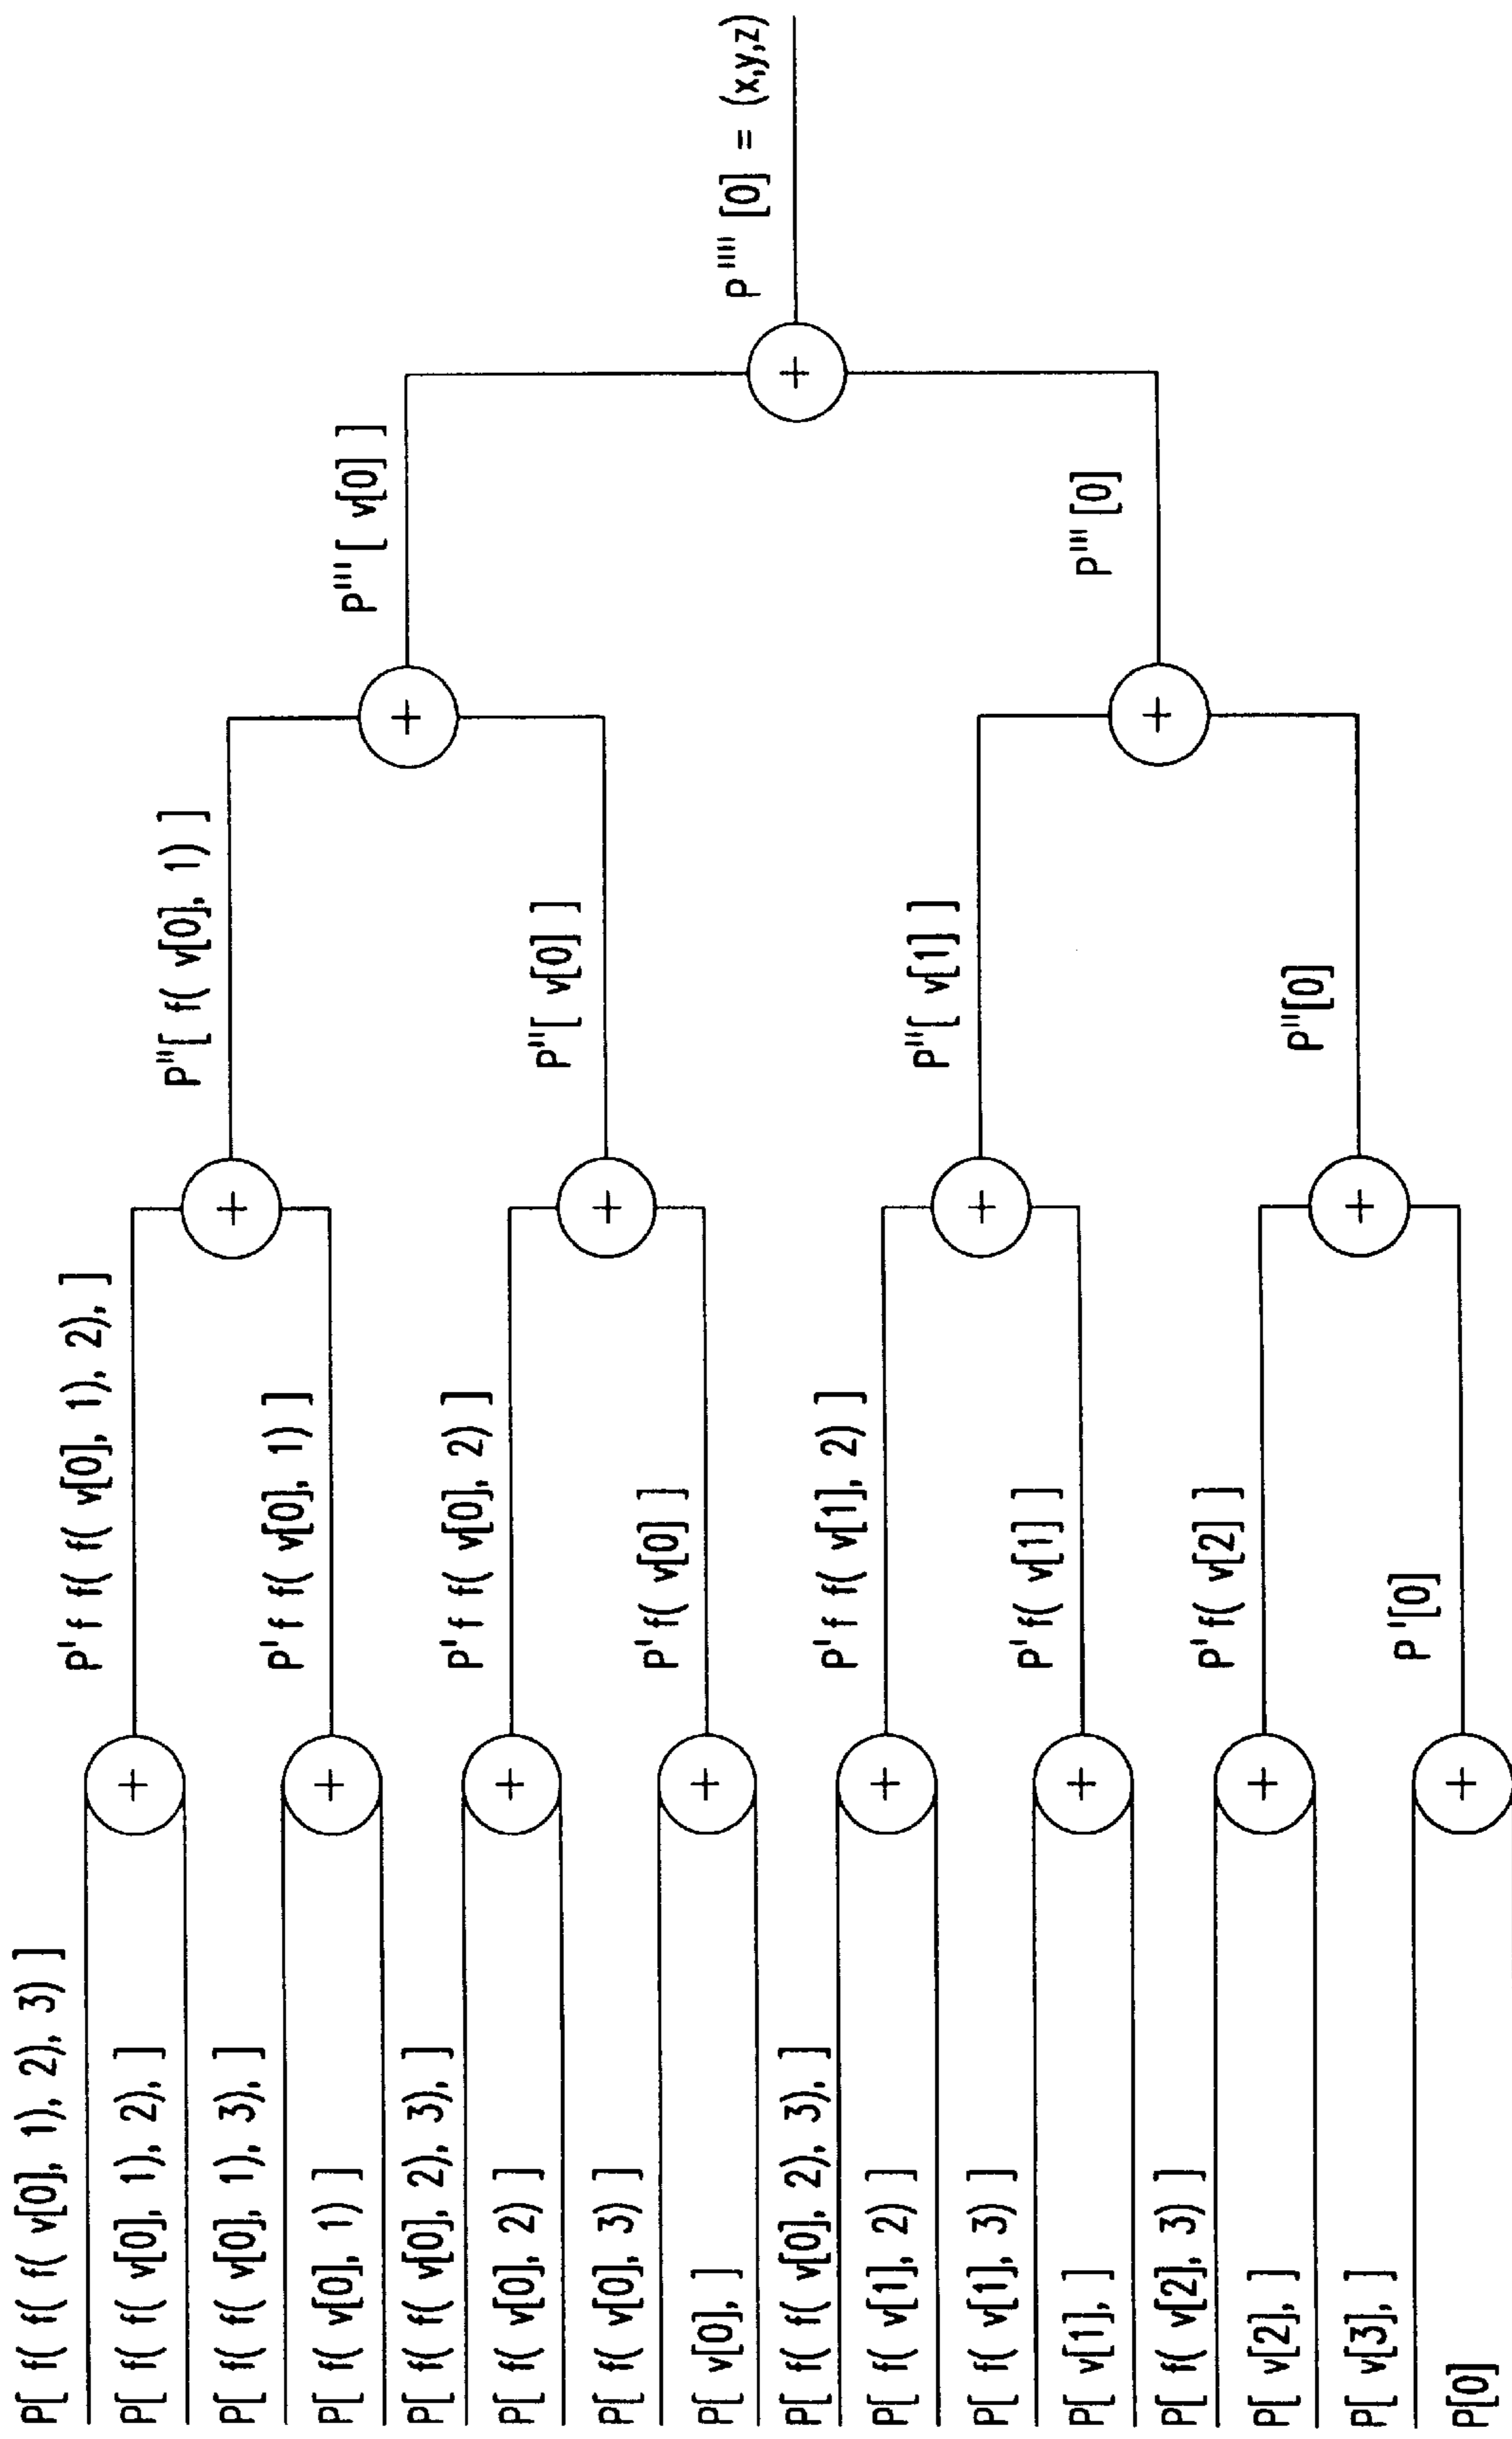 P[ f( f( f( v[0], 1), 2), 3) ]
P[ f( f( v[0], 1), 2), ]
P[ f( f( v[0], 1), 3), ]
P[ f( v[0], 1) ]
P[ f( f( v[0], 2), 3), ]
P[ f( v[0], 2) ]
P[ f( v[0], 3) ]
P[ v[0], ]
P[ f( f( v[0], 2), 3), ]
P[ f( v[1], 2) ]
P[ f( v[1], 3) ]
P[ v[1], ]
P[ f( v[2], 3) ]
P[ v[2], ]
P[ v[3], ]
P[0]
+
+
+
+
+
+
+
+
P' f f( f( v[0], 1), 2), ]
P' f f( v[0], 1) ]
P' f f( v[0], 2) ]
P' f( v[0] ]
P' f f( v[1], 2) ]
P' f( v[1] ]
P' f( v[2] ]
P'[0]
+
+
+
+
P''[ f( v[0], 1) ]
P''[ v[0] ]
P''[ v[1] ]
P''[0]
+
+
P'''[ v[0] ]
P'''[0]
+
P''''[0] = (x,y,z)